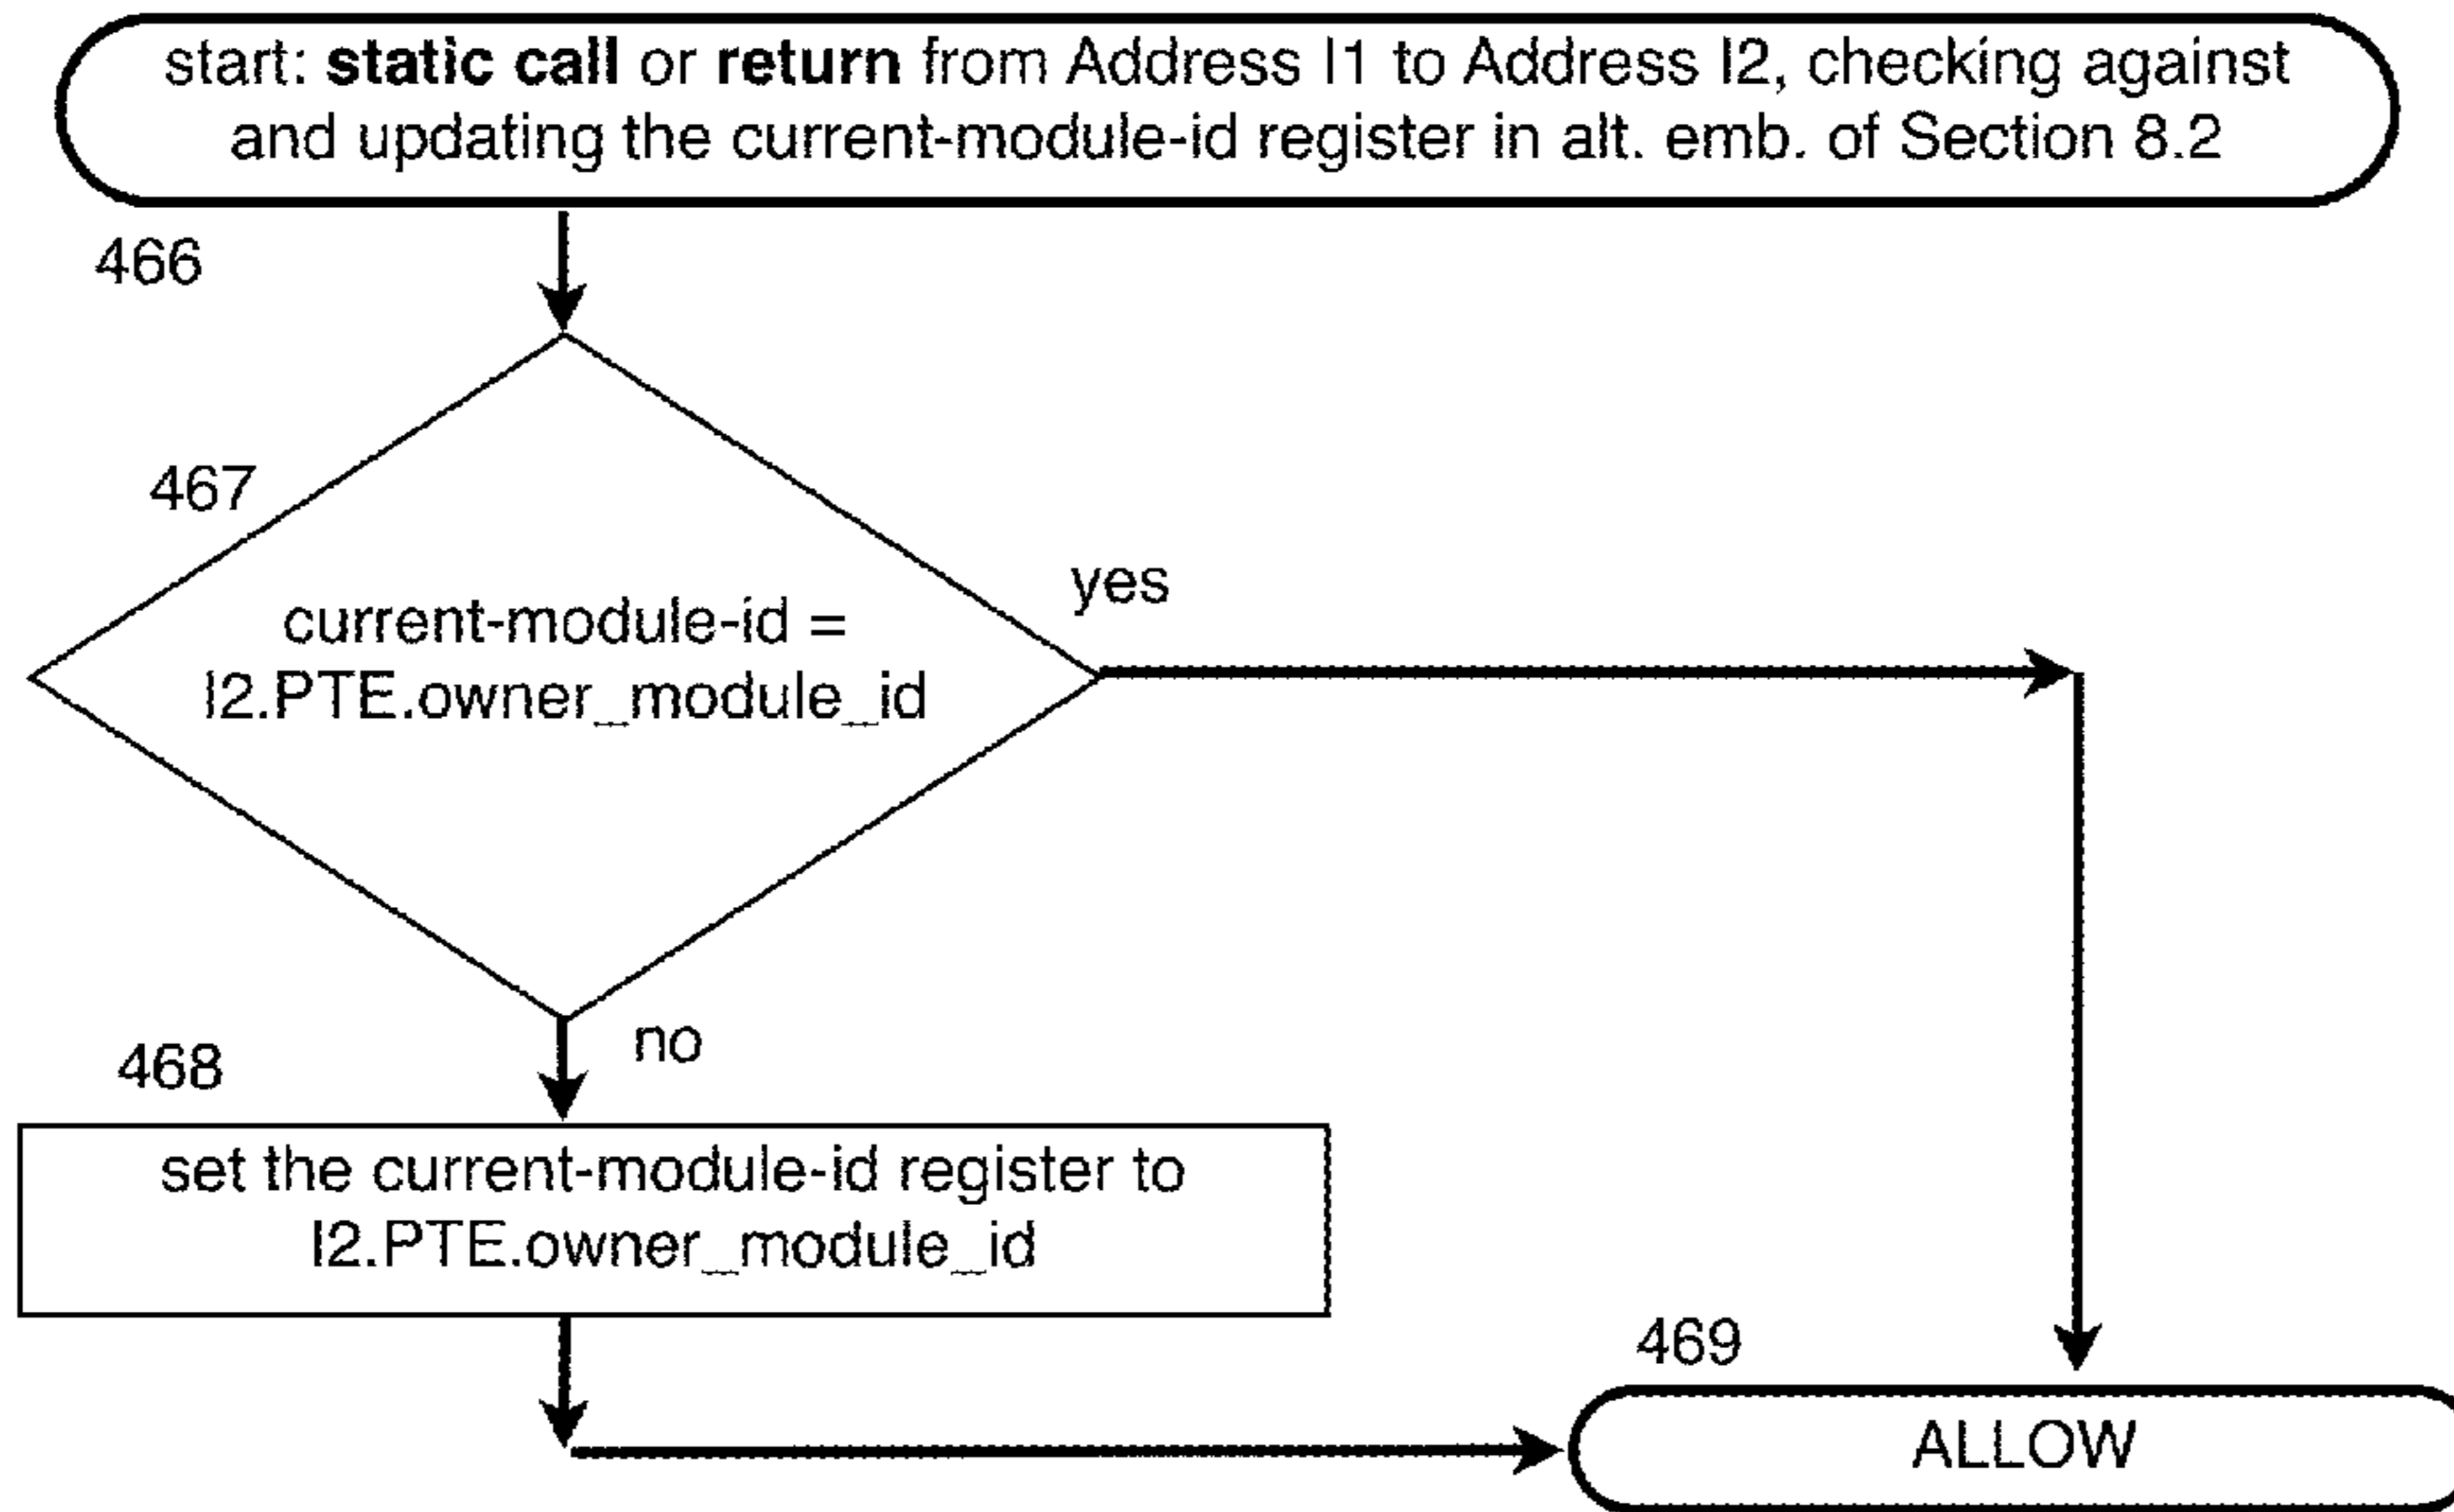 start: static call or return from Address I1 to Address I2, checking against
and updating the current-module-id register in alt. emb. of Section 8.2
466
467
yes
current-module-id =
I2.PTE.owner_module_id
no
468
set the current-module-id register to
I2.PTE.owner_module_id
469
ALLOW